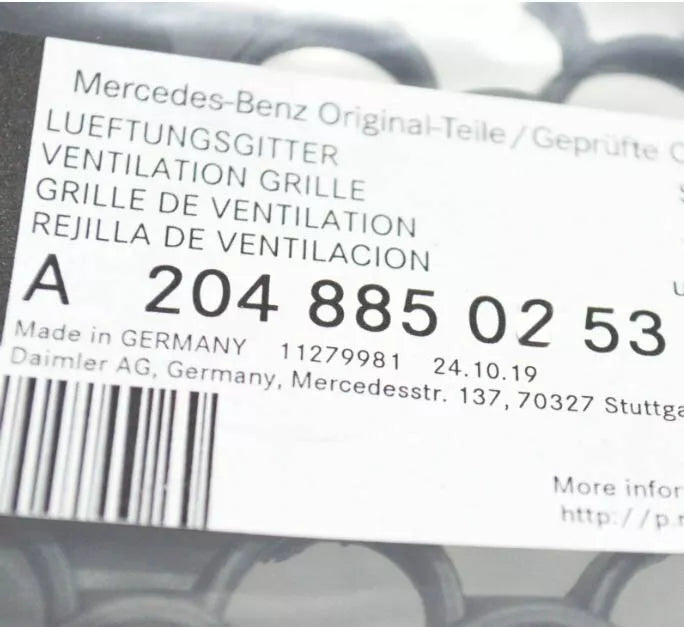 Mercedes-Benz Original-Teile / Geprüfte
LUEFTUNGSGITTER
VENTILATION GRILLE
GRILLE DE VENTILATION
REJILLA DE VENTILACION
A 204 885 02 53
Made in GERMANY 11279981 24.10.19
Daimler AG, Germany, Mercedesstr. 137, 70327 Stuttga
More infor
http://p.